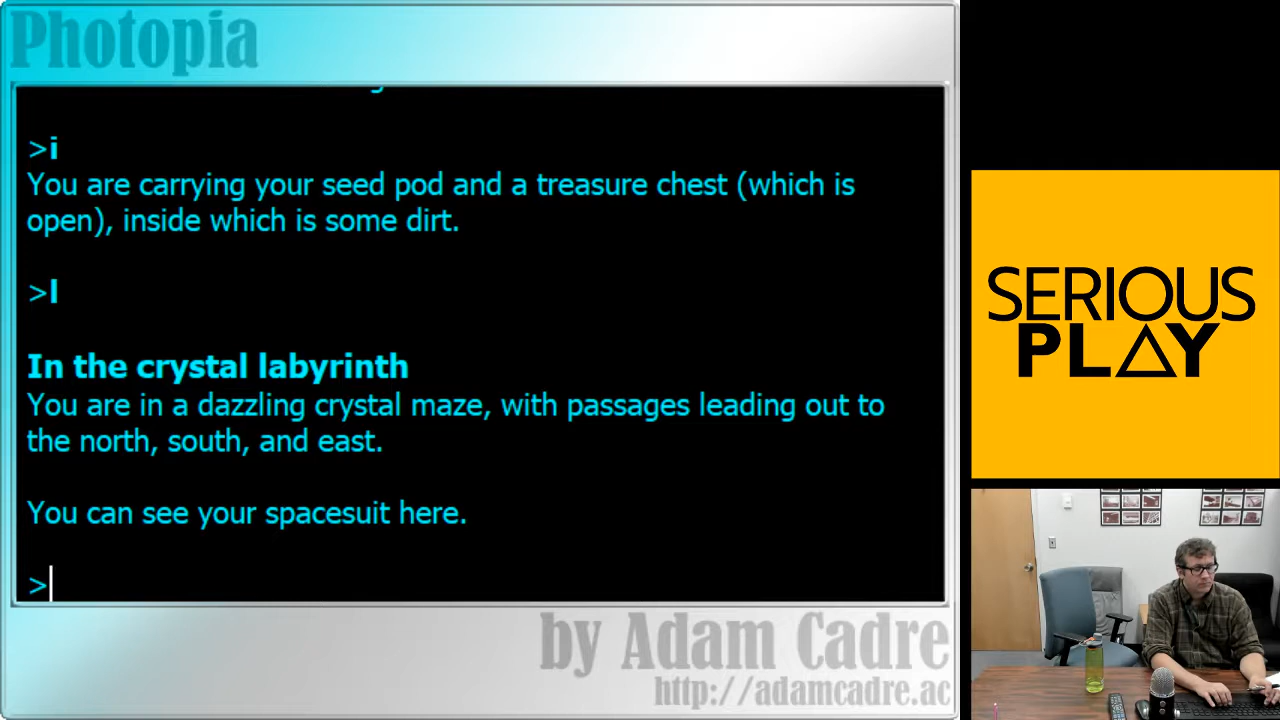 Photopia
>i
You are carrying your seed pod and a treasure chest (which is
open), inside which is some dirt.
>l
In the crystal labyrinth
You are in a dazzling crystal maze, with passages leading out to
the north, south, and east.
You can see your spacesuit here.
>
by Adam Cadre
http://adamcadre.ac
SERIOUS
PLAY